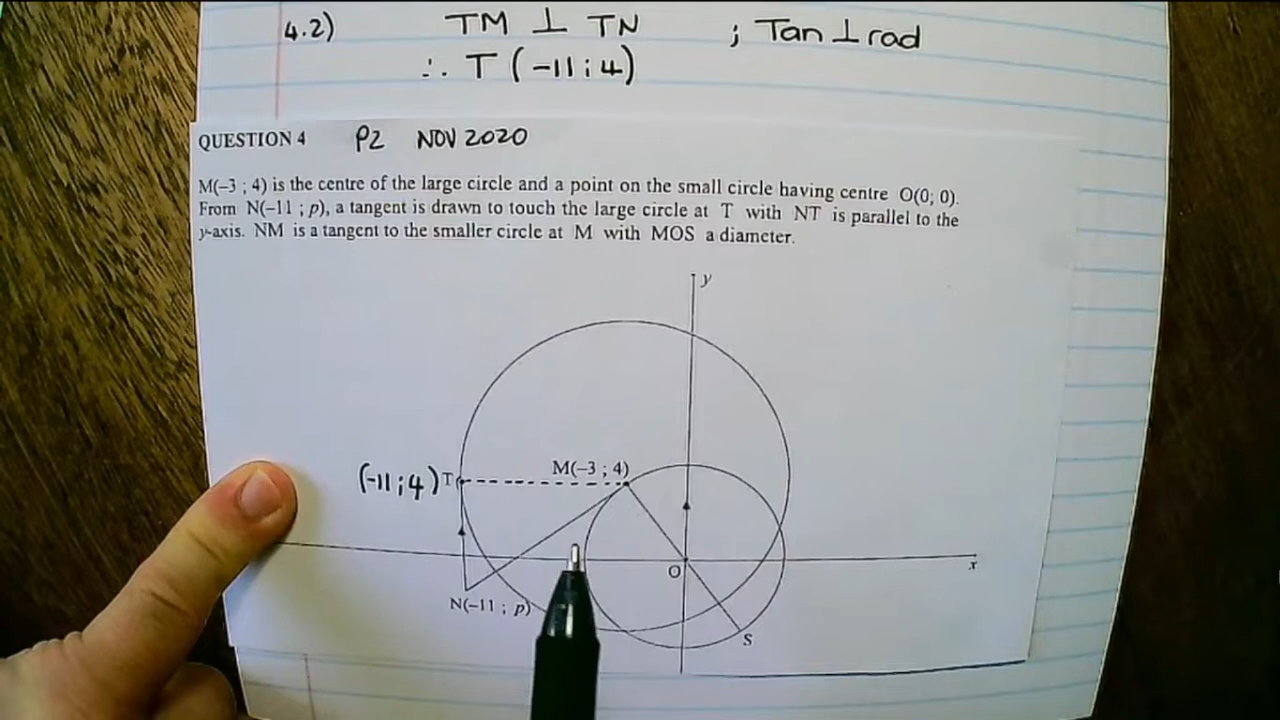 4.2) TM ⊥ TN ; Tan ⊥ rad
∴ T (-11 ; 4)
QUESTION 4 P2 NOV 2020
M(–3 ; 4) is the centre of the large circle and a point on the small circle having centre O(0; 0).
From N(–11 ; p), a tangent is drawn to touch the large circle at T with NT is parallel to the
y-axis. NM is a tangent to the smaller circle at M with MOS a diameter.
y
M(–3 ; 4)
(-11 ; 4) T
O
x
N(–11 ; p)
S